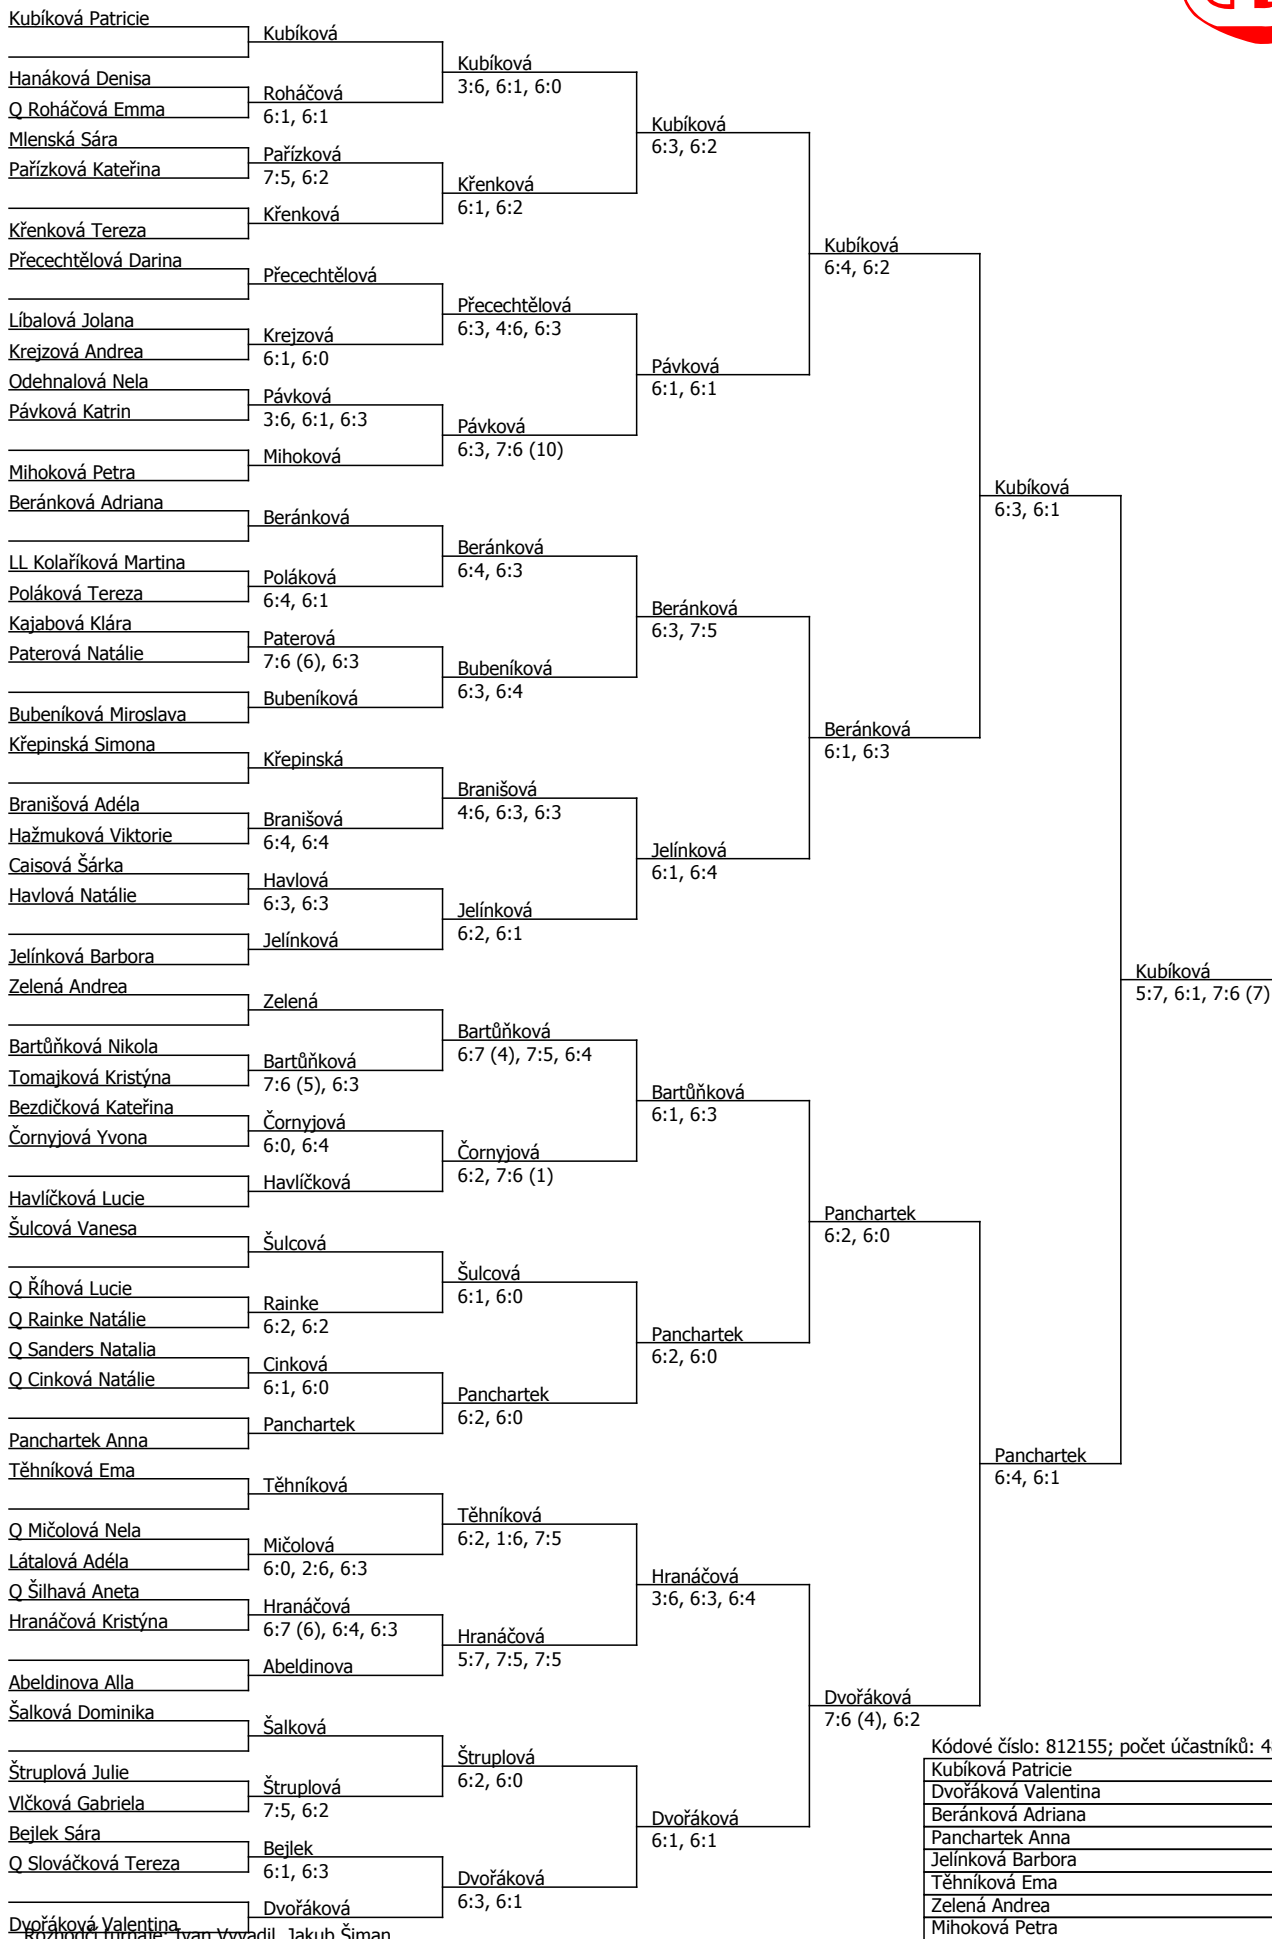 Kubíková Patricie
Hanáková Denisa
Q Roháčová Emma
Mlenská Sára
Pařízková Kateřina
Křenková Tereza
Přecechtělová Darina
Líbalová Jolana
Krejzová Andrea
Odehnalová Nela
Pávková Katrin
Mihoková Petra
Beránková Adriana
LL Kolaříková Martina
Poláková Tereza
Kajabová Klára
Paterová Natálie
Bubeníková Miroslava
Křepinská Simona
Branišová Adéla
Hažmuková Viktorie
Caisová Šárka
Havlová Natálie
Jelínková Barbora
Zelená Andrea
Bartůňková Nikola
Tomajková Kristýna
Bezdičková Kateřina
Čornyjová Yvona
Havlíčková Lucie
Šulcová Vanesa
Q Říhová Lucie
Q Rainke Natálie
Q Sanders Natalia
Q Cinková Natálie
Panchartek Anna
Těhníková Ema
Q Mičolová Nela
Látalová Adéla
Q Šilhavá Aneta
Hranáčová Kristýna
Abeldinova Alla
Šalková Dominika
Štruplová Julie
Vlčková Gabriela
Bejlek Sára
Q Slováčková Tereza
Dvořáková Valentina
Rozhodčí turnaje: Ivan Vyvadil, Jakub Šiman
Kubíková
Roháčová
6:1, 6:1
Pařízková
7:5, 6:2
Křenková
Přecechtělová
Krejzová
6:1, 6:0
Pávková
3:6, 6:1, 6:3
Mihoková
Beránková
Poláková
6:4, 6:1
Paterová
7:6 (6), 6:3
Bubeníková
Křepinská
Branišová
6:4, 6:4
Havlová
6:3, 6:3
Jelínková
Zelená
Bartůňková
7:6 (5), 6:3
Čornyjová
6:0, 6:4
Havlíčková
Šulcová
Rainke
6:2, 6:2
Cinková
6:1, 6:0
Panchartek
Těhníková
Mičolová
6:0, 2:6, 6:3
Hranáčová
6:7 (6), 6:4, 6:3
Abeldinova
Šalková
Štruplová
7:5, 6:2
Bejlek
6:1, 6:3
Dvořáková
Kubíková
3:6, 6:1, 6:0
Křenková
6:1, 6:2
Přecechtělová
6:3, 4:6, 6:3
Pávková
6:3, 7:6 (10)
Beránková
6:4, 6:3
Bubeníková
6:3, 6:4
Branišová
4:6, 6:3, 6:3
Jelínková
6:2, 6:1
Bartůňková
6:7 (4), 7:5, 6:4
Čornyjová
6:2, 7:6 (1)
Šulcová
6:1, 6:0
Panchartek
6:2, 6:0
Těhníková
6:2, 1:6, 7:5
Hranáčová
5:7, 7:5, 7:5
Štruplová
6:2, 6:0
Dvořáková
6:3, 6:1
Kubíková
6:3, 6:2
Pávková
6:1, 6:1
Beránková
6:3, 7:5
Jelínková
6:1, 6:4
Bartůňková
6:1, 6:3
Panchartek
6:2, 6:0
Hranáčová
3:6, 6:3, 6:4
Dvořáková
6:1, 6:1
Kubíková
6:4, 6:2
Beránková
6:1, 6:3
Panchartek
6:2, 6:0
Dvořáková
7:6 (4), 6:2
Kubíková
6:3, 6:1
Panchartek
6:4, 6:1
Kubíková
5:7, 6:1, 7:6 (7)
Kódové číslo: 812155; počet účastníků: 4
Kubíková Patricie
Dvořáková Valentina
Beránková Adriana
Panchartek Anna
Jelínková Barbora
Těhníková Ema
Zelená Andrea
Mihoková Petra